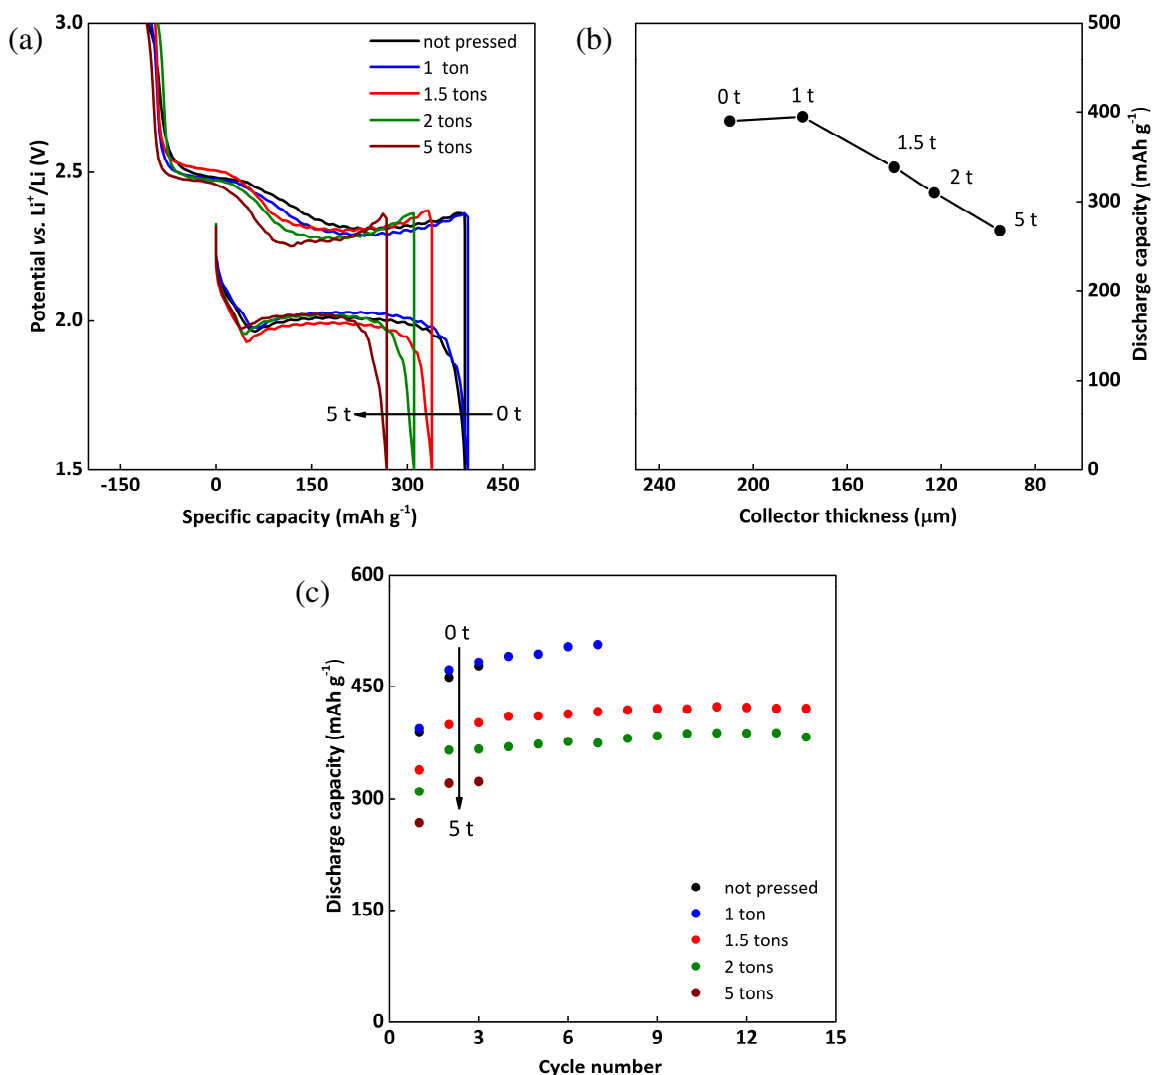 (a)
3.0
2.5
2.0
1.5
Potential vs. Li⁺/Li (V)
not pressed
1 ton
1.5 tons
2 tons
5 tons
5 t
0 t
-150 0 150 300 450
Specific capacity (mAh g⁻¹)
(b)
0 t
1 t
1.5 t
2 t
5 t
500
400
300
200
100
0
Discharge capacity (mAh g⁻¹)
240 200 160 120 80
Collector thickness (μm)
(c)
600
450
300
150
0
Discharge capacity (mAh g⁻¹)
0 t
5 t
not pressed
1 ton
1.5 tons
2 tons
5 tons
0 3 6 9 12 15
Cycle number